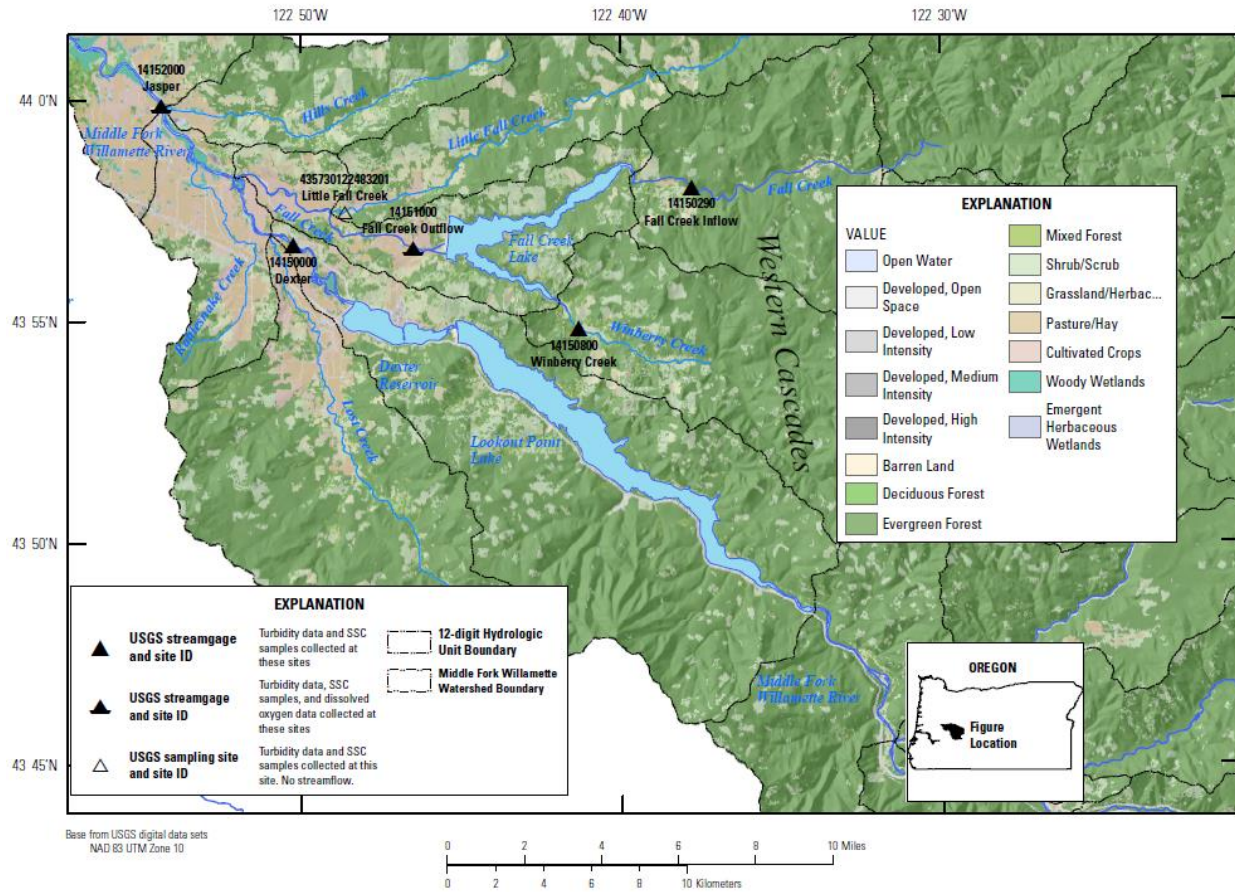 122 50'W
122 40'W
122 30'W
44 0'N
43 55'N
43 50'N
43 45'N
14152000
Jasper
Hills Creek
Little Fall Creek
Middle Fork
Willamette River
435730122483201
Little Fall Creek
14151000
Fall Creek Outflow
Fall Creek
14150000
Dexter
Fall Creek
Lake
14150290
Fall Creek Inflow
Fall Creek
Rattlesnake Creek
Western Cascades
Winberry Creek
14150800
Winberry Creek
Dexter
Reservoir
Lost Creek
Lookout Point
Lake
Middle Fork
Willamette River
EXPLANATION
VALUE
Open Water
Developed, Open
Space
Developed, Low
Intensity
Developed, Medium
Intensity
Developed, High
Intensity
Barren Land
Deciduous Forest
Evergreen Forest
Mixed Forest
Shrub/Scrub
Grassland/Herbac...
Pasture/Hay
Cultivated Crops
Woody Wetlands
Emergent
Herbaceous
Wetlands
EXPLANATION
USGS streamgage
and site ID
Turbidity data and SSC
samples collected at
these sites
USGS streamgage
and site ID
Turbidity data, SSC
samples, and dissolved
oxygen data collected at
these sites
USGS sampling site
and site ID
Turbidity data and SSC
samples collected at this
site. No streamflow.
12-digit Hydrologic
Unit Boundary
Middle Fork Willamette
Watershed Boundary
OREGON
Figure
Location
Base from USGS digital data sets
NAD 83 UTM Zone 10
0 2 4 6 8 10 Miles
0 2 4 6 8 10 Kilometers